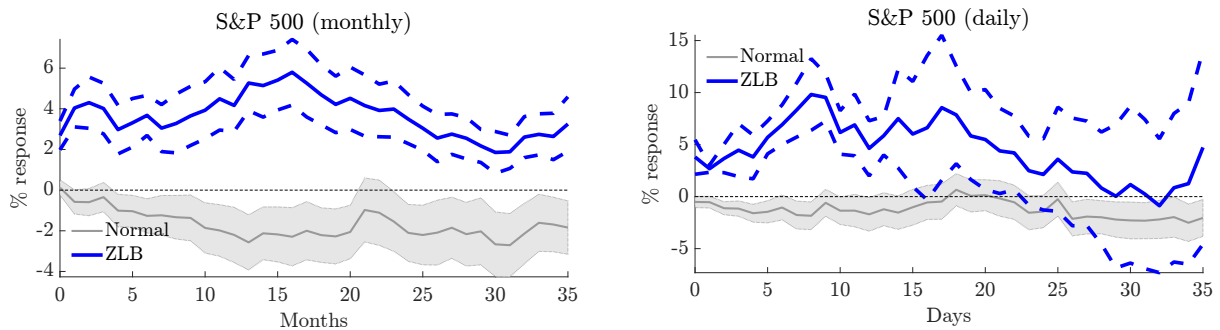 S&P 500 (monthly)
% response
6
4
2
0
-2
-4
Normal
ZLB
0 5 10 15 20 25 30 35
Months
S&P 500 (daily)
% response
15
10
5
0
-5
Normal
ZLB
0 5 10 15 20 25 30 35
Days